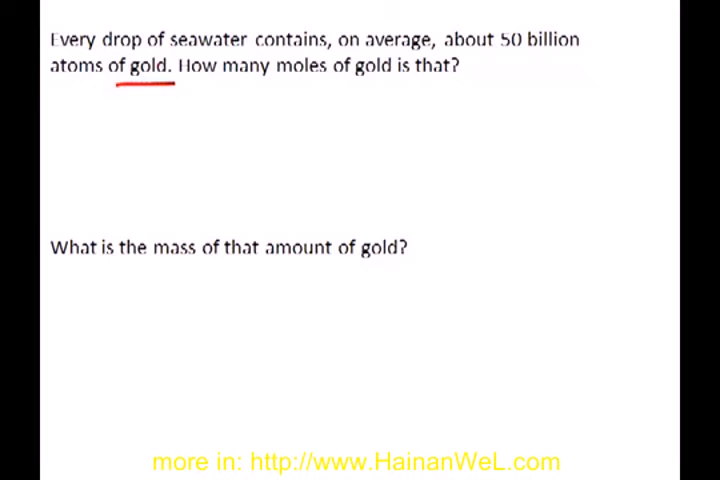 Every drop of seawater contains, on average, about 50 billion
atoms of gold. How many moles of gold is that?
What is the mass of that amount of gold?
more in: http://www.HainanWeL.com